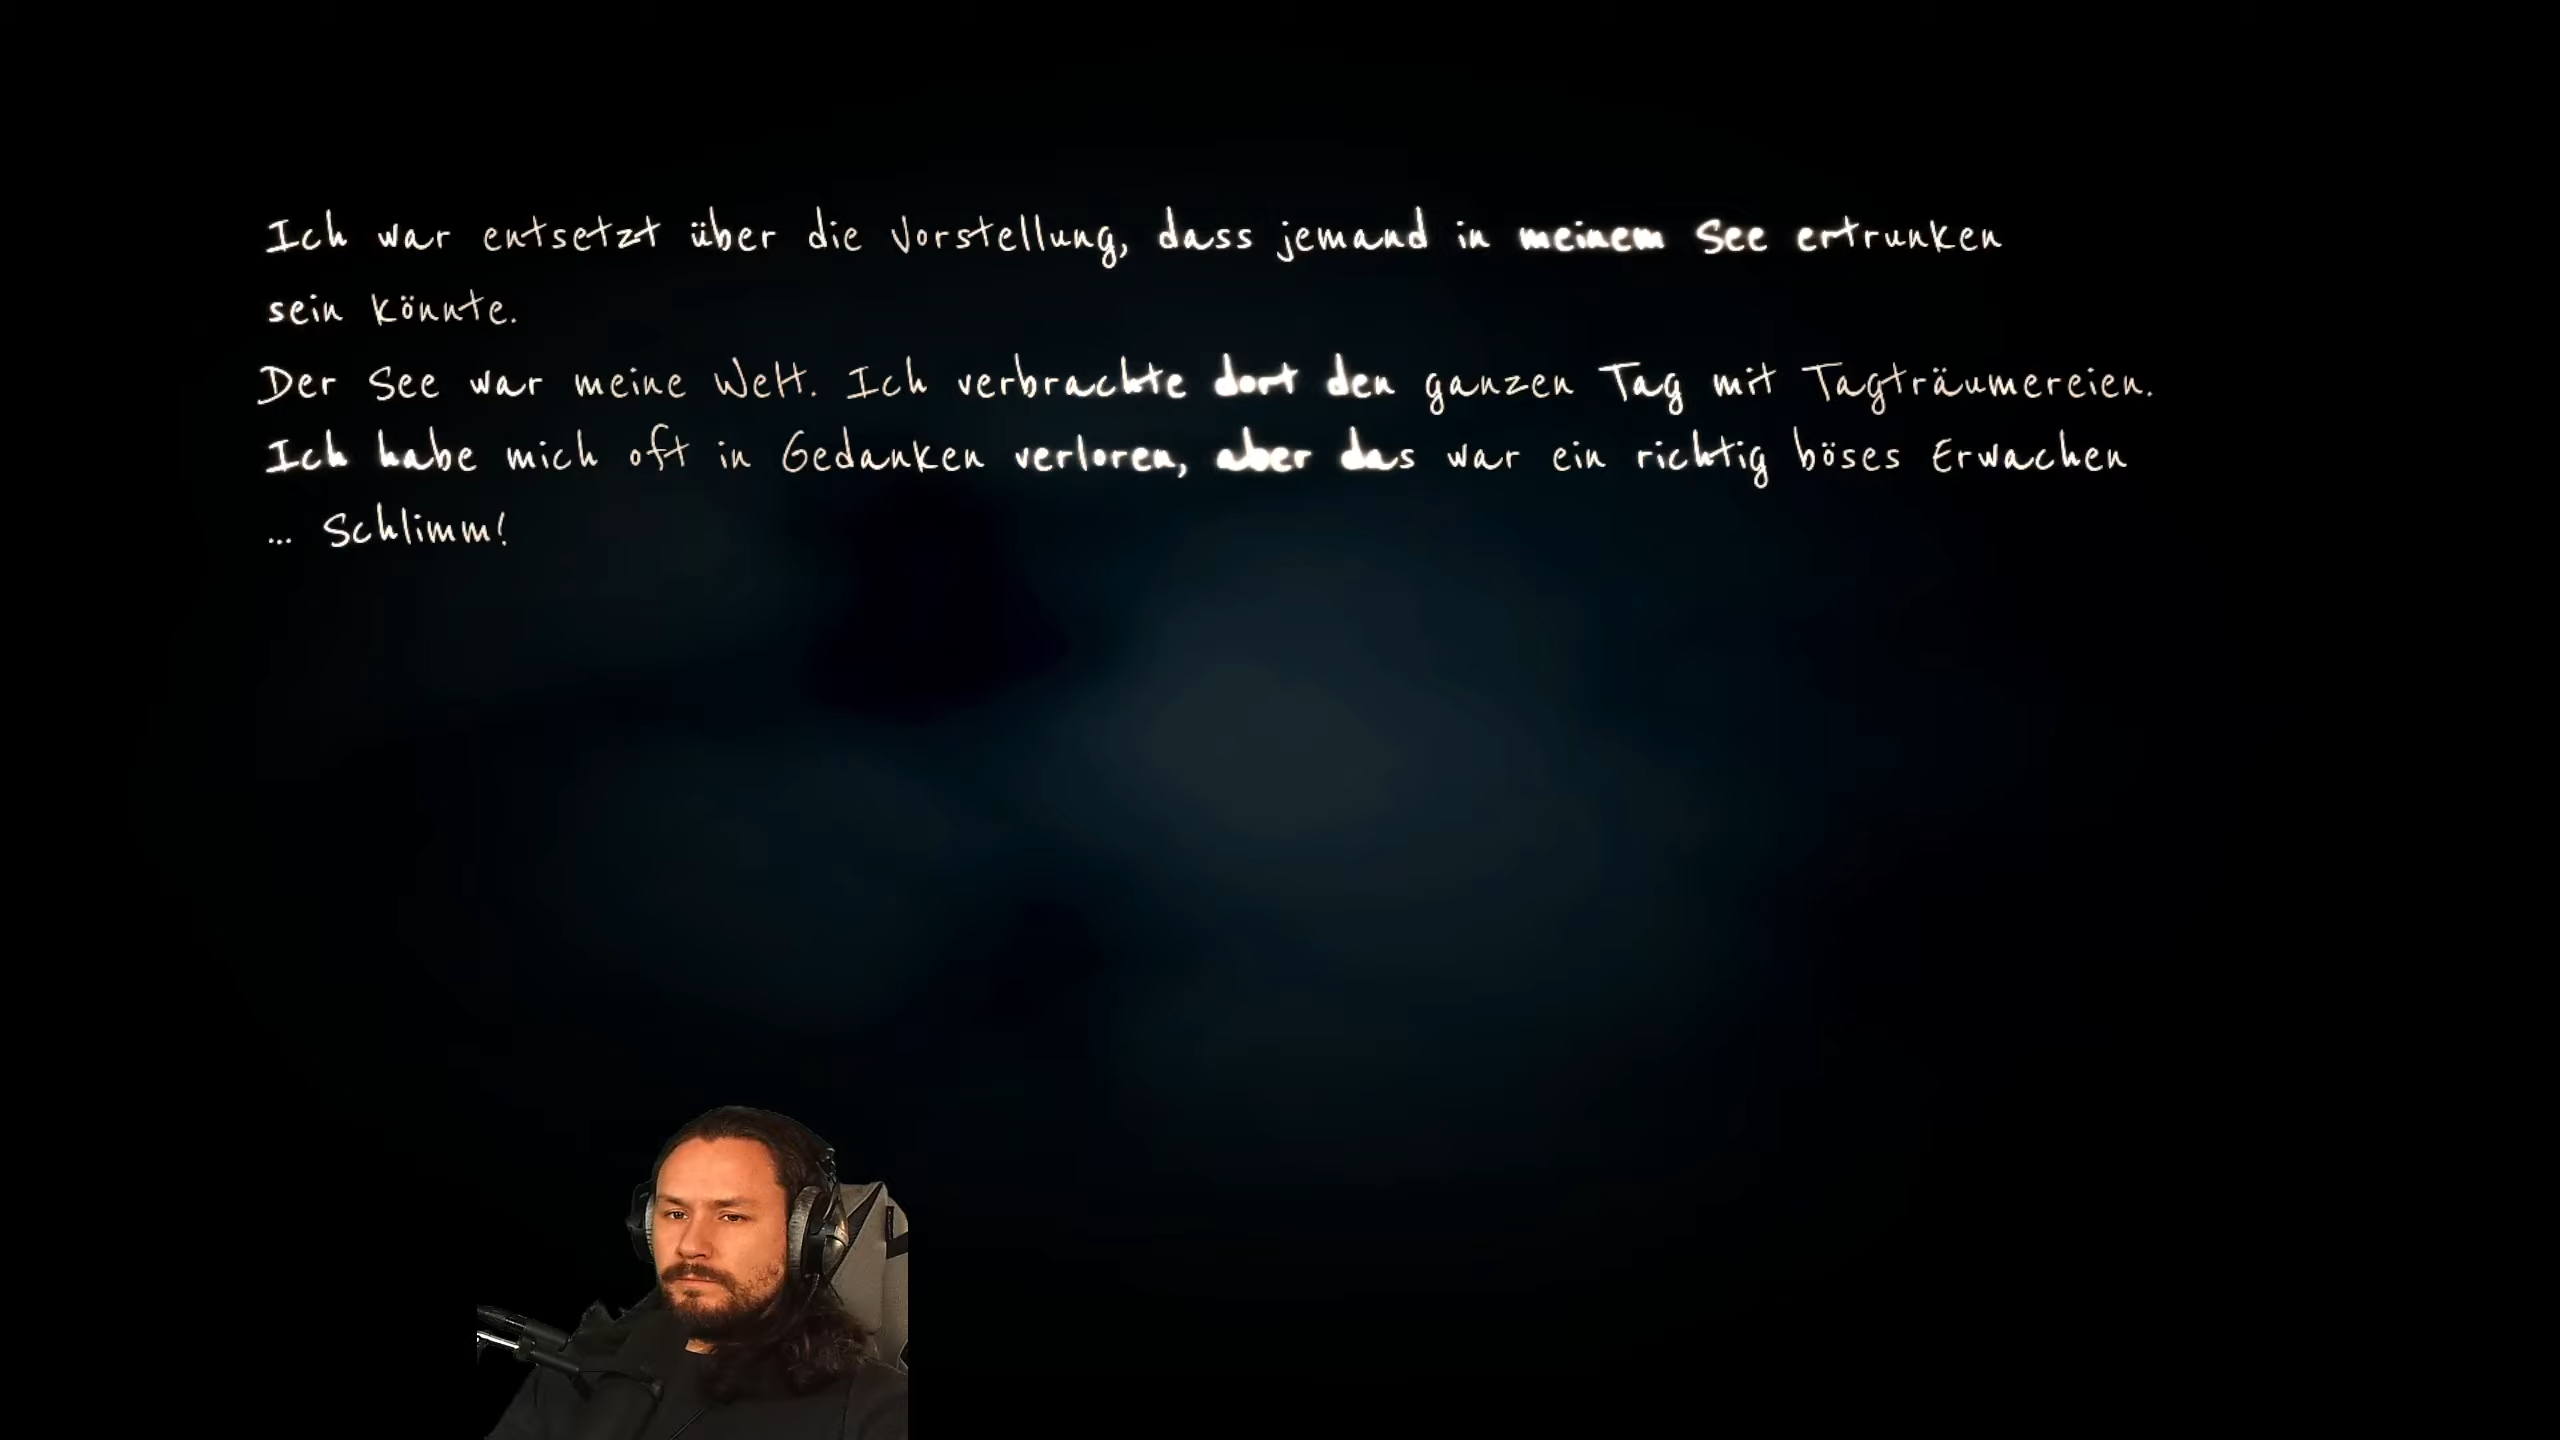 Ich war entsetzt über die Vorstellung, dass jemand in meinem See ertrunken
sein könnte.
Der See war meine Welt. Ich verbrachte dort den ganzen Tag mit Tagträumereien.
Ich habe mich oft in Gedanken verloren, aber das war ein richtig böses Erwachen
... Schlimm!